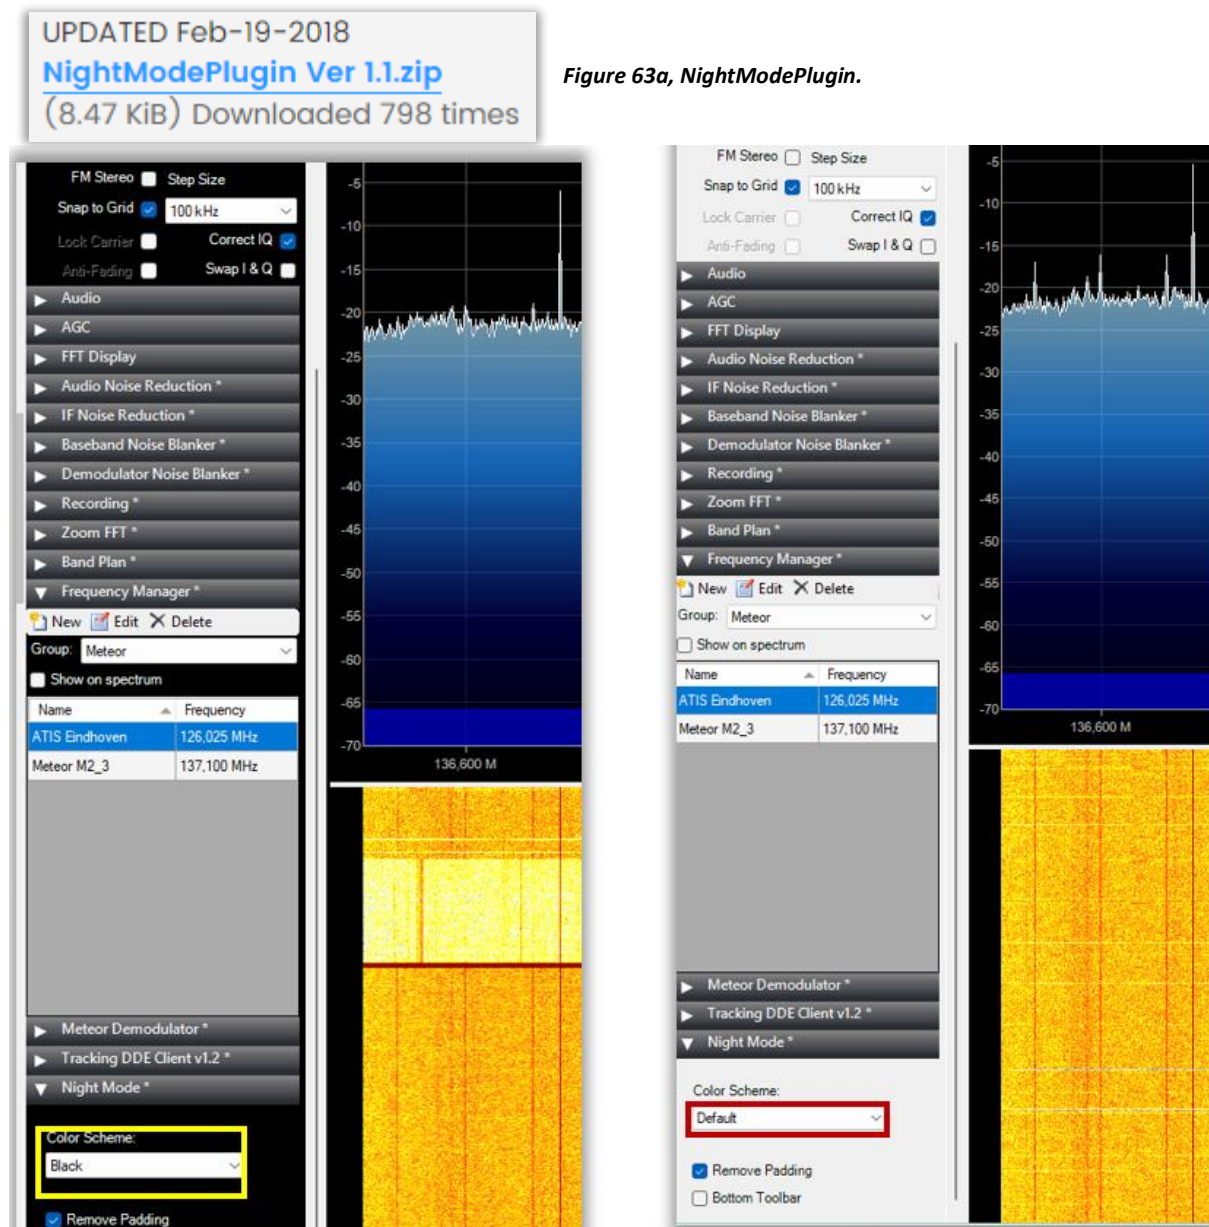 UPDATED Feb-19-2018
NightModePlugin Ver 1.1.zip
(8.47 KiB) Downloaded 798 times
Figure 63a, NightModePlugin.
FM Stereo Step Size
Snap to Grid 100 kHz
Lock Carrier Correct IQ
Anti-Fading Swap I & Q
Audio
AGC
FFT Display
Audio Noise Reduction *
IF Noise Reduction *
Baseband Noise Blanker *
Demodulator Noise Blanker *
Recording *
Zoom FFT *
Band Plan *
Frequency Manager *
New Edit Delete
Group: Meteor
Show on spectrum
Name Frequency
ATIS Eindhoven 126,025 MHz
Meteor M2_3 137,100 MHz
Meteor Demodulator *
Tracking DDE Client v1.2 *
Night Mode *
Color Scheme:
Black
Remove Padding
-5
-10
-15
-20
-25
-30
-35
-40
-45
-50
-55
-60
-65
-70
136,600 M
FM Stereo Step Size
Snap to Grid 100 kHz
Lock Carrier Correct IQ
Anti-Fading Swap I & Q
Audio
AGC
FFT Display
Audio Noise Reduction *
IF Noise Reduction *
Baseband Noise Blanker *
Demodulator Noise Blanker *
Recording *
Zoom FFT *
Band Plan *
Frequency Manager *
New Edit Delete
Group: Meteor
Show on spectrum
Name Frequency
ATIS Eindhoven 126,025 MHz
Meteor M2_3 137,100 MHz
Meteor Demodulator *
Tracking DDE Client v1.2 *
Night Mode *
Color Scheme:
Default
Remove Padding
Bottom Toolbar
-5
-10
-15
-20
-25
-30
-35
-40
-45
-50
-55
-60
-65
-70
136,600 M